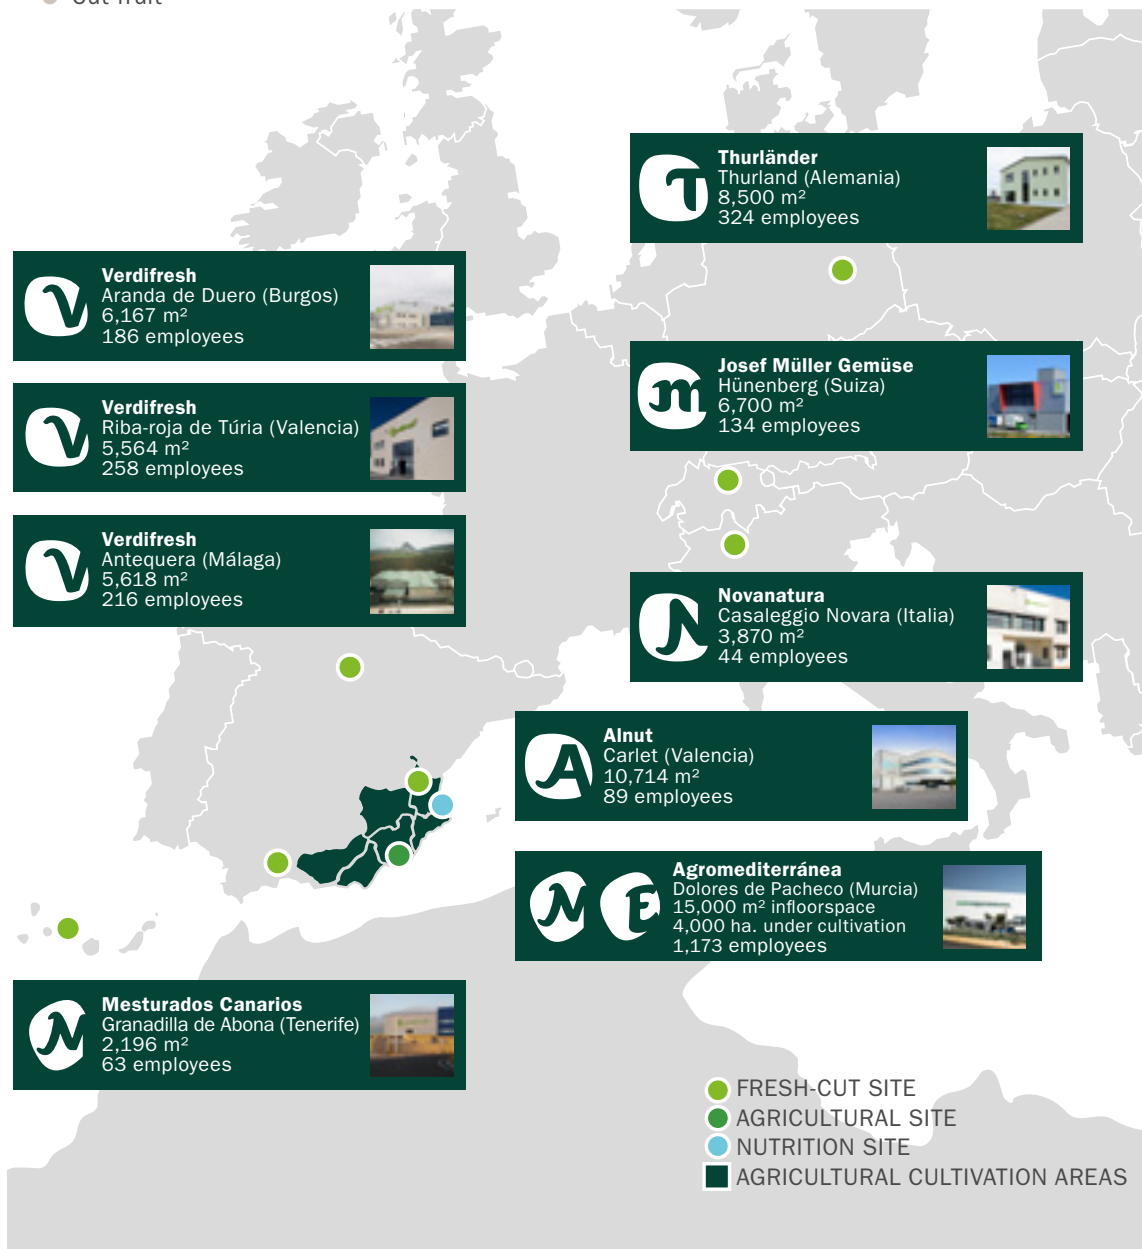 Cut fruit
Thurländer
Thurland (Alemania)
8,500 m²
324 employees
Verdifresh
Aranda de Duero (Burgos)
6,167 m²
186 employees
Josef Müller Gemüse
Hünenberg (Suiza)
6,700 m²
134 employees
Verdifresh
Riba-roja de Túria (Valencia)
5,564 m²
258 employees
Verdifresh
Antequera (Málaga)
5,618 m²
216 employees
Novanatura
Casaleggio Novara (Italia)
3,870 m²
44 employees
Alnut
Carlet (Valencia)
10,714 m²
89 employees
Agromediterránea
Dolores de Pacheco (Murcia)
15,000 m² infloorspace
4,000 ha. under cultivation
1,173 employees
Mesturados Canarios
Granadilla de Abona (Tenerife)
2,196 m²
63 employees
FRESH-CUT SITE
AGRICULTURAL SITE
NUTRITION SITE
AGRICULTURAL CULTIVATION AREAS